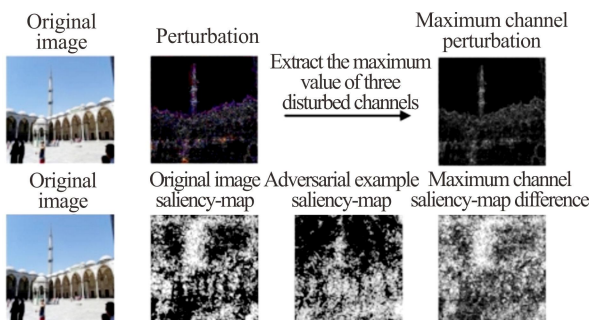 Original
image
Perturbation
Extract the maximum
value of three
disturbed channels
Maximum channel
perturbation
Original
image
Original image
saliency-map
Adversarial example
saliency-map
Maximum channel
saliency-map difference